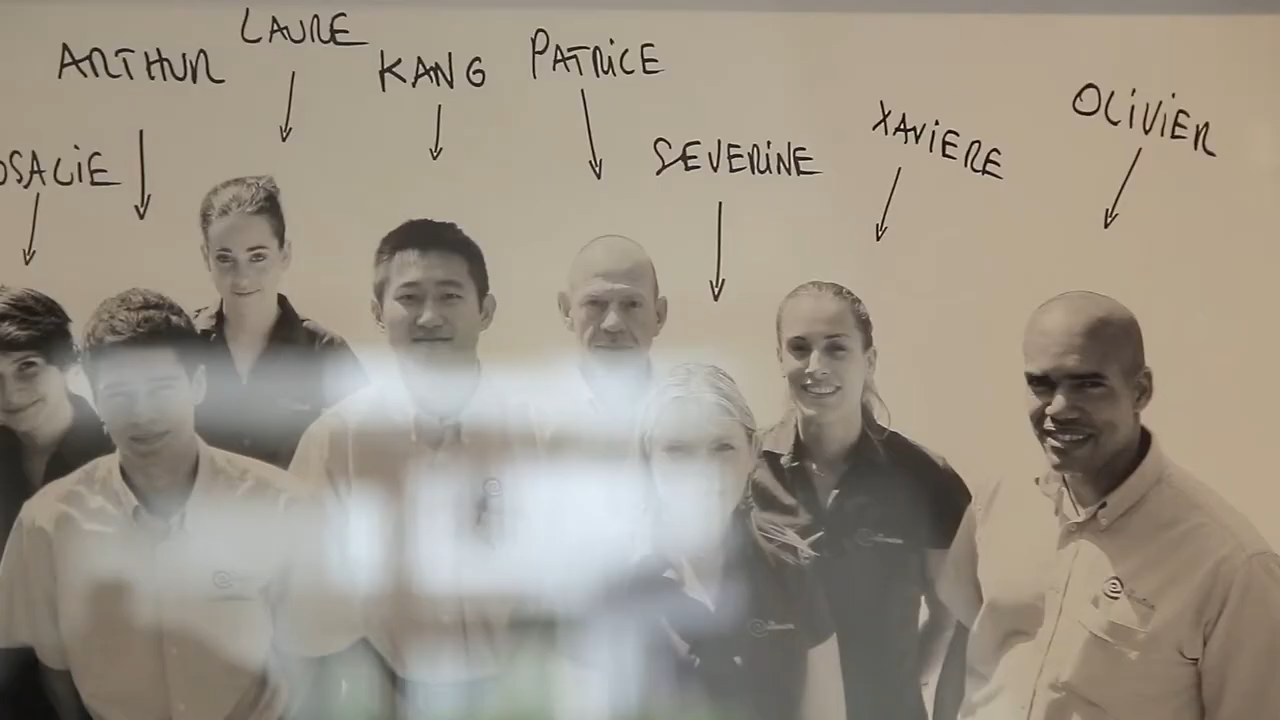 OSALIE
ARTHUR
LAURE
KANG
PATRICE
SEVERINE
XAVIERE
OLIVIER